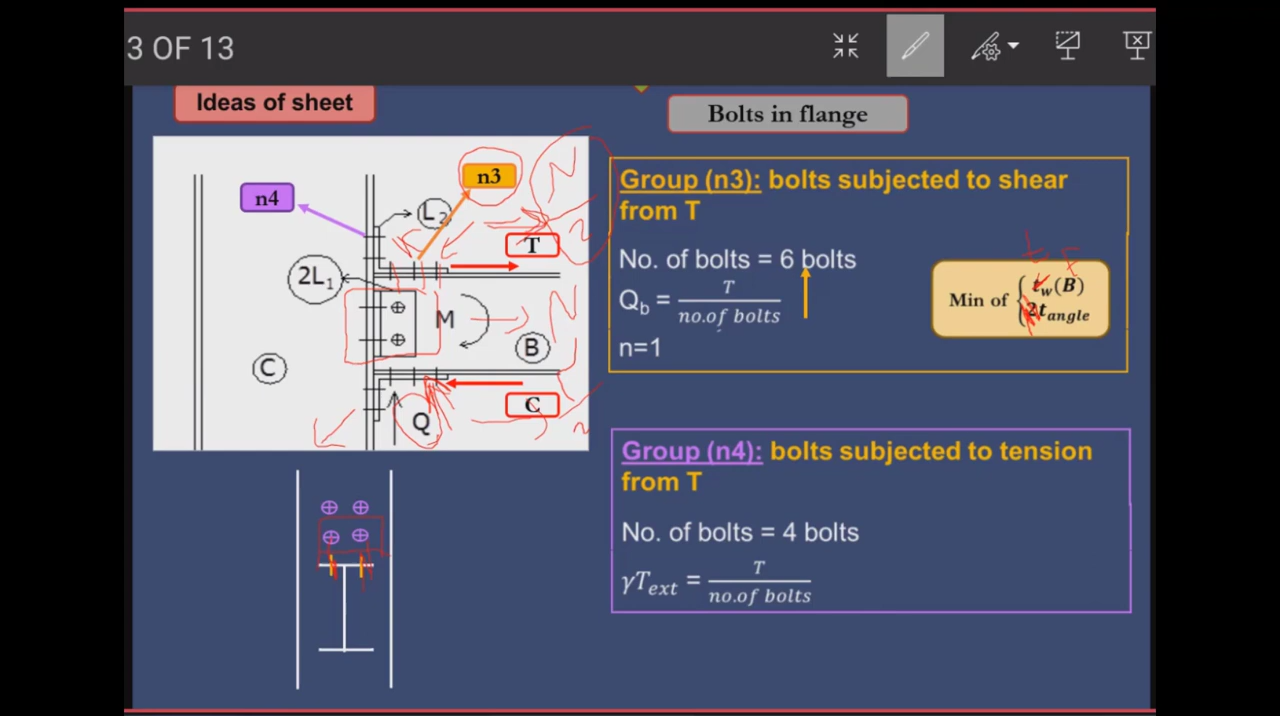 3 OF 13
Ideas of sheet
Bolts in flange
n3
n4
L2
T
2L1
M
B
C
C
Q
N
N
2
Group (n3): bolts subjected to shear
from T
No. of bolts = 6 bolts
Qb = T / no.of bolts
n=1
Min of { tw(B)
2tangle
t F
Group (n4): bolts subjected to tension
from T
No. of bolts = 4 bolts
γText = T / no.of bolts